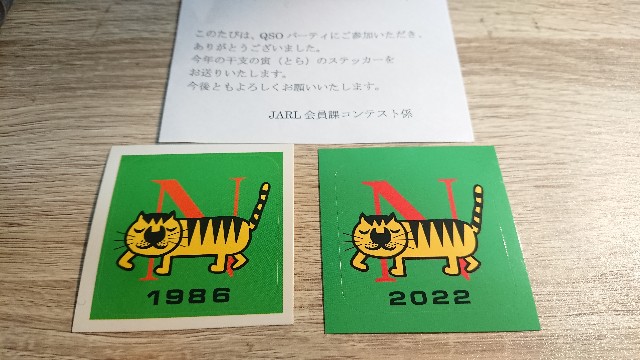 このたびは、QSO パーティにご参加いただき、
ありがとうございました。
今年の干支の寅（とら）のステッカーを
お送りいたします。
今後ともよろしくお願いいたします。
JARL 会員課コンテスト係
N
1986
N
2022